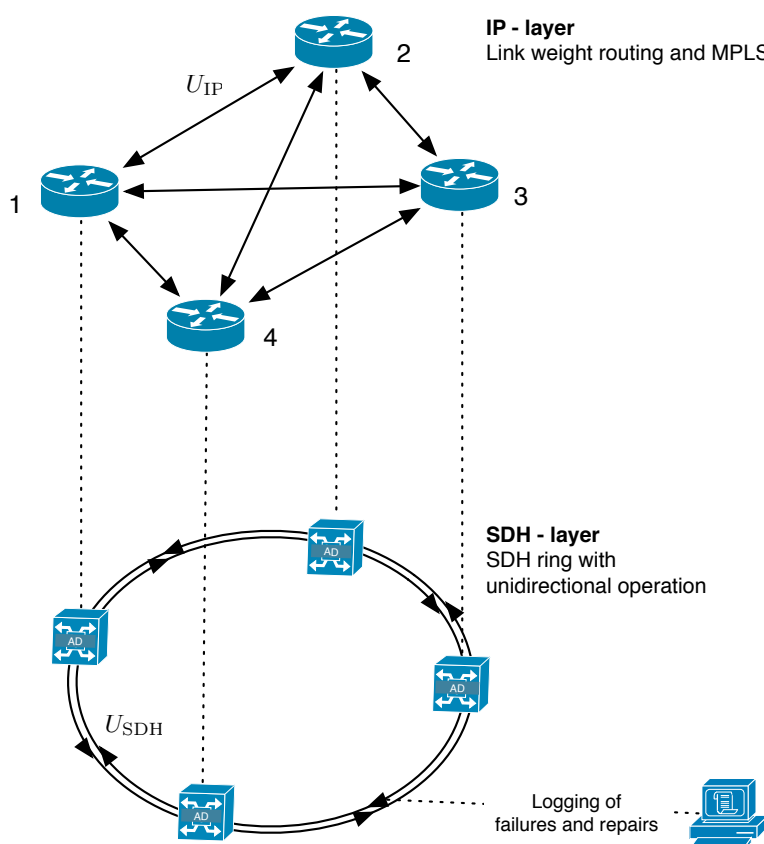 IP - layer
Link weight routing and MPLS
2
U_IP
1
3
4
AD
SDH - layer
SDH ring with
unidirectional operation
AD
AD
U_SDH
AD
Logging of
failures and repairs